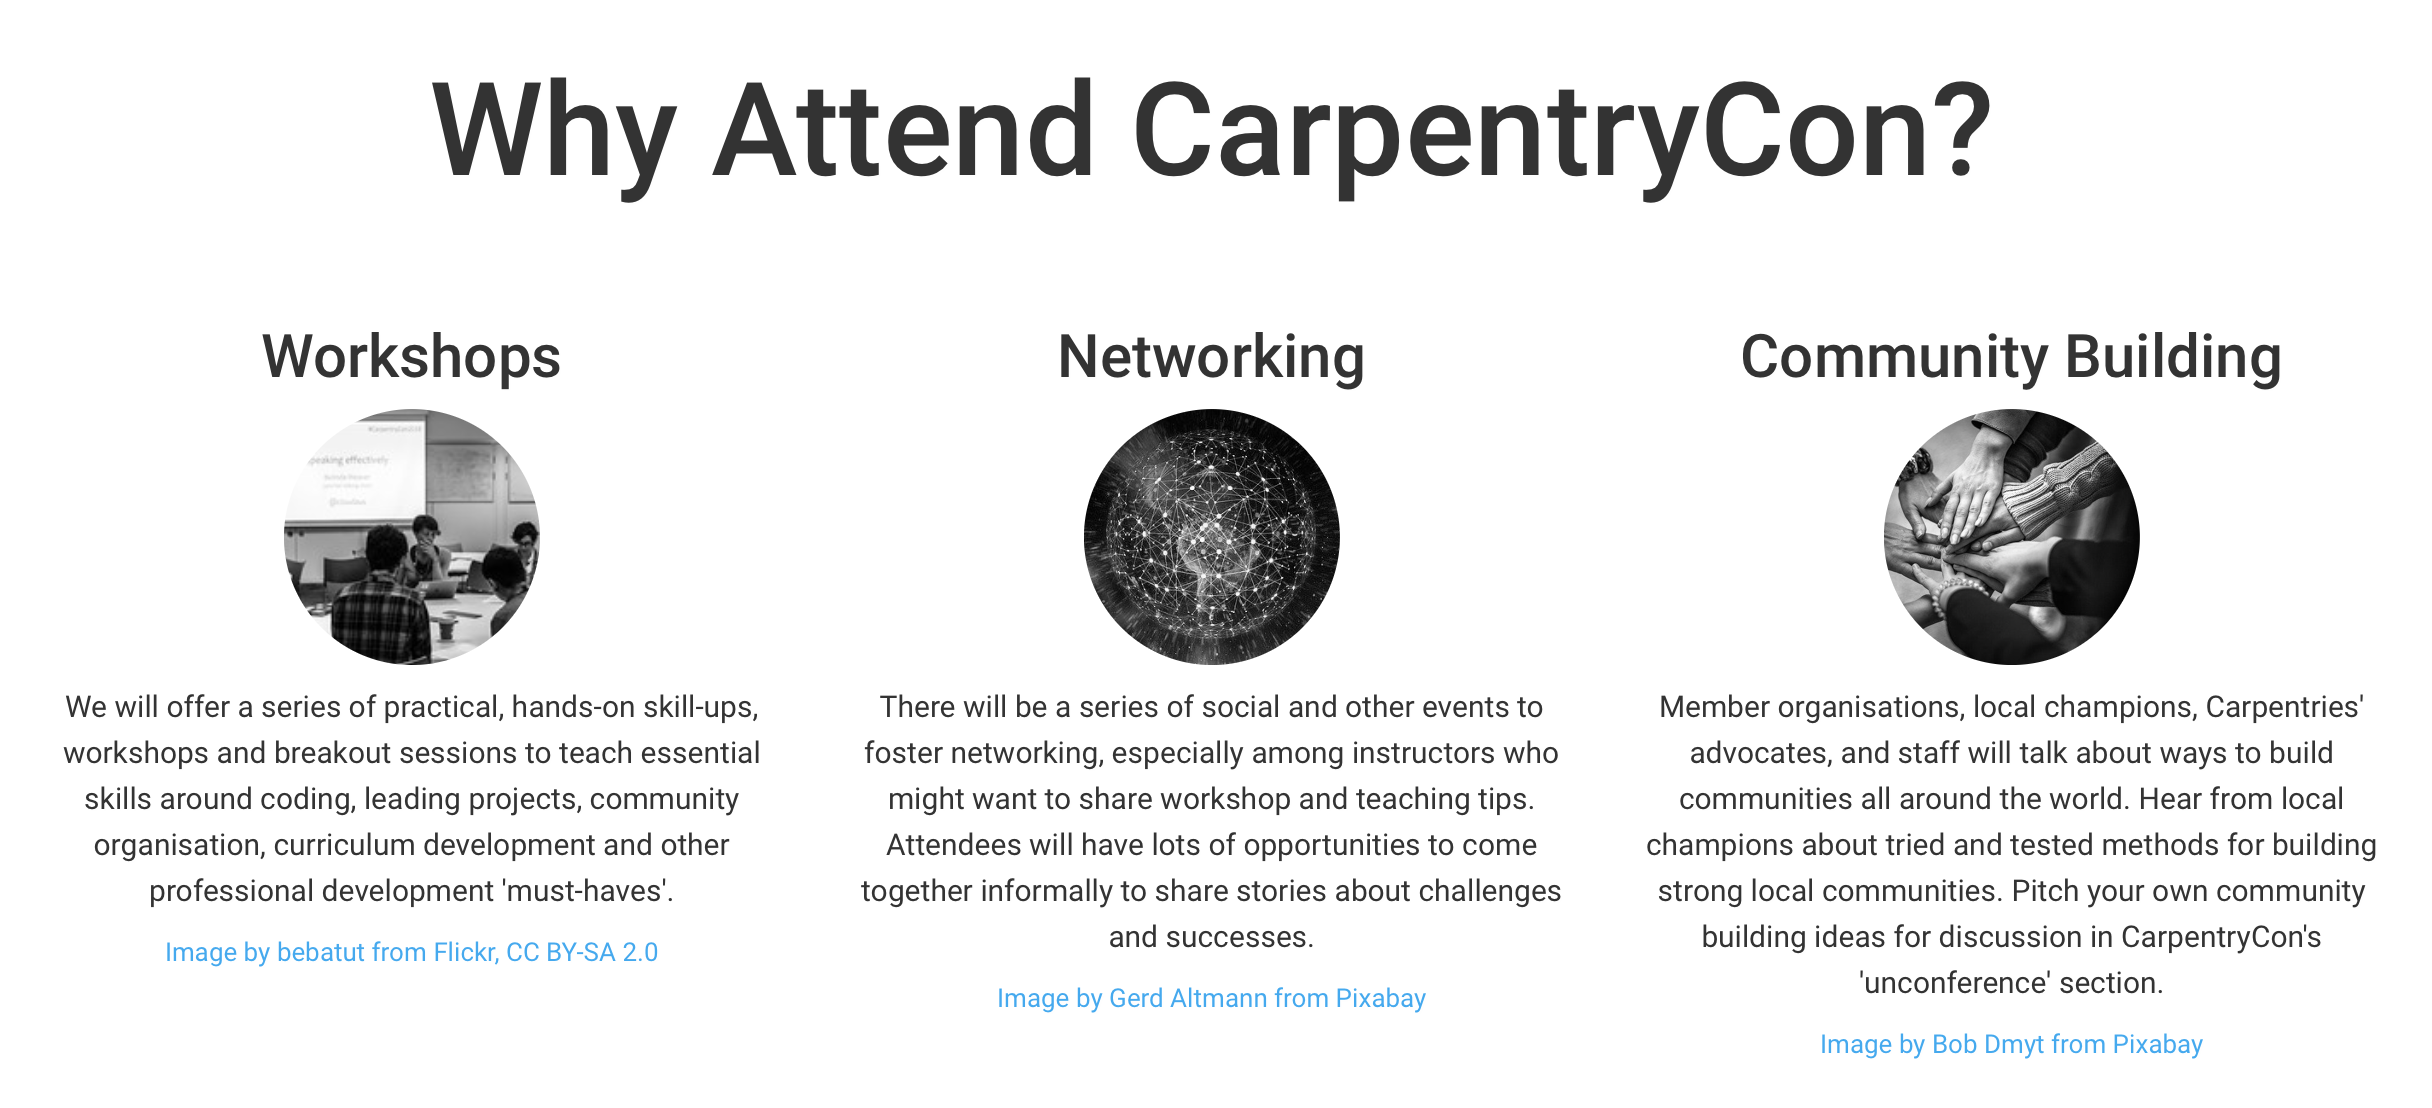 Why Attend CarpentryCon?
Workshops
peaking effectively
We will offer a series of practical, hands-on skill-ups,
workshops and breakout sessions to teach essential
skills around coding, leading projects, community
organisation, curriculum development and other
professional development 'must-haves'.
Image by bebatut from Flickr, CC BY-SA 2.0
Networking
There will be a series of social and other events to
foster networking, especially among instructors who
might want to share workshop and teaching tips.
Attendees will have lots of opportunities to come
together informally to share stories about challenges
and successes.
Image by Gerd Altmann from Pixabay
Community Building
Member organisations, local champions, Carpentries'
advocates, and staff will talk about ways to build
communities all around the world. Hear from local
champions about tried and tested methods for building
strong local communities. Pitch your own community
building ideas for discussion in CarpentryCon's
'unconference' section.
Image by Bob Dmyt from Pixabay